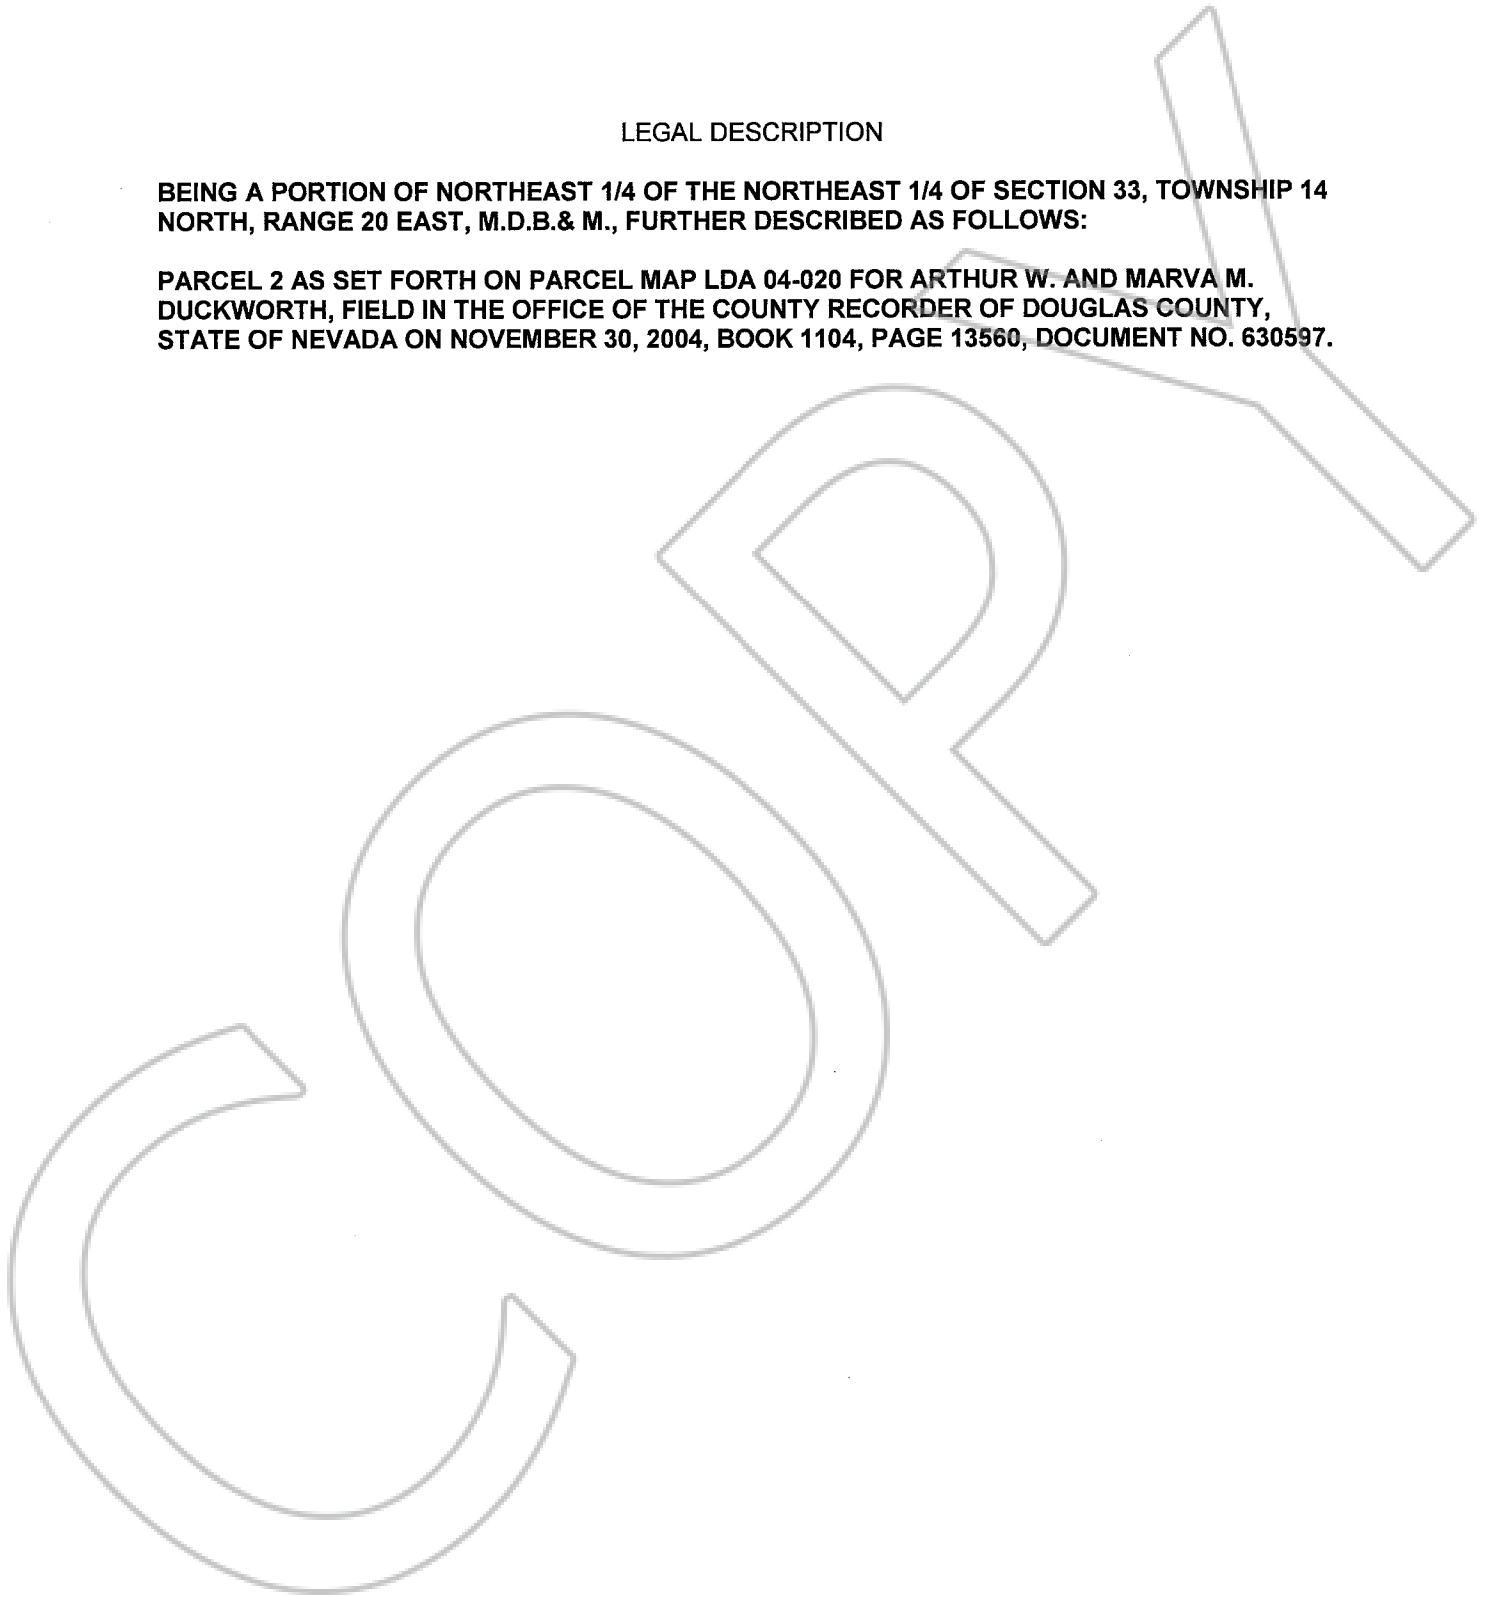 LEGAL DESCRIPTION
BEING A PORTION OF NORTHEAST 1/4 OF THE NORTHEAST 1/4 OF SECTION 33, TOWNSHIP 14
NORTH, RANGE 20 EAST, M.D.B.& M., FURTHER DESCRIBED AS FOLLOWS:
PARCEL 2 AS SET FORTH ON PARCEL MAP LDA 04-020 FOR ARTHUR W. AND MARVA M.
DUCKWORTH, FIELD IN THE OFFICE OF THE COUNTY RECORDER OF DOUGLAS COUNTY,
STATE OF NEVADA ON NOVEMBER 30, 2004, BOOK 1104, PAGE 13560, DOCUMENT NO. 630597.
COPY